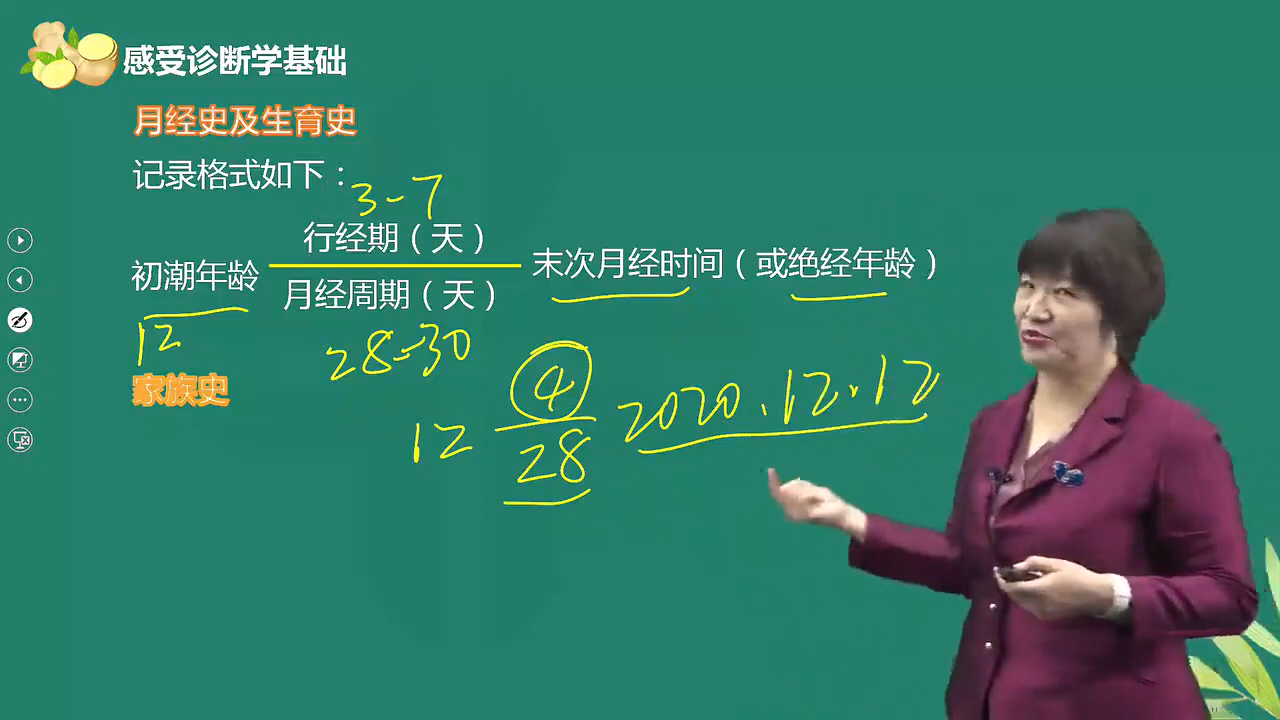 感受诊断学基础
月经史及生育史
记录格式如下：
3-7
行经期（天）
初潮年龄
月经周期（天）
末次月经时间（或绝经年龄）
12
28-30
家族史
12
4
28
2020.12.12